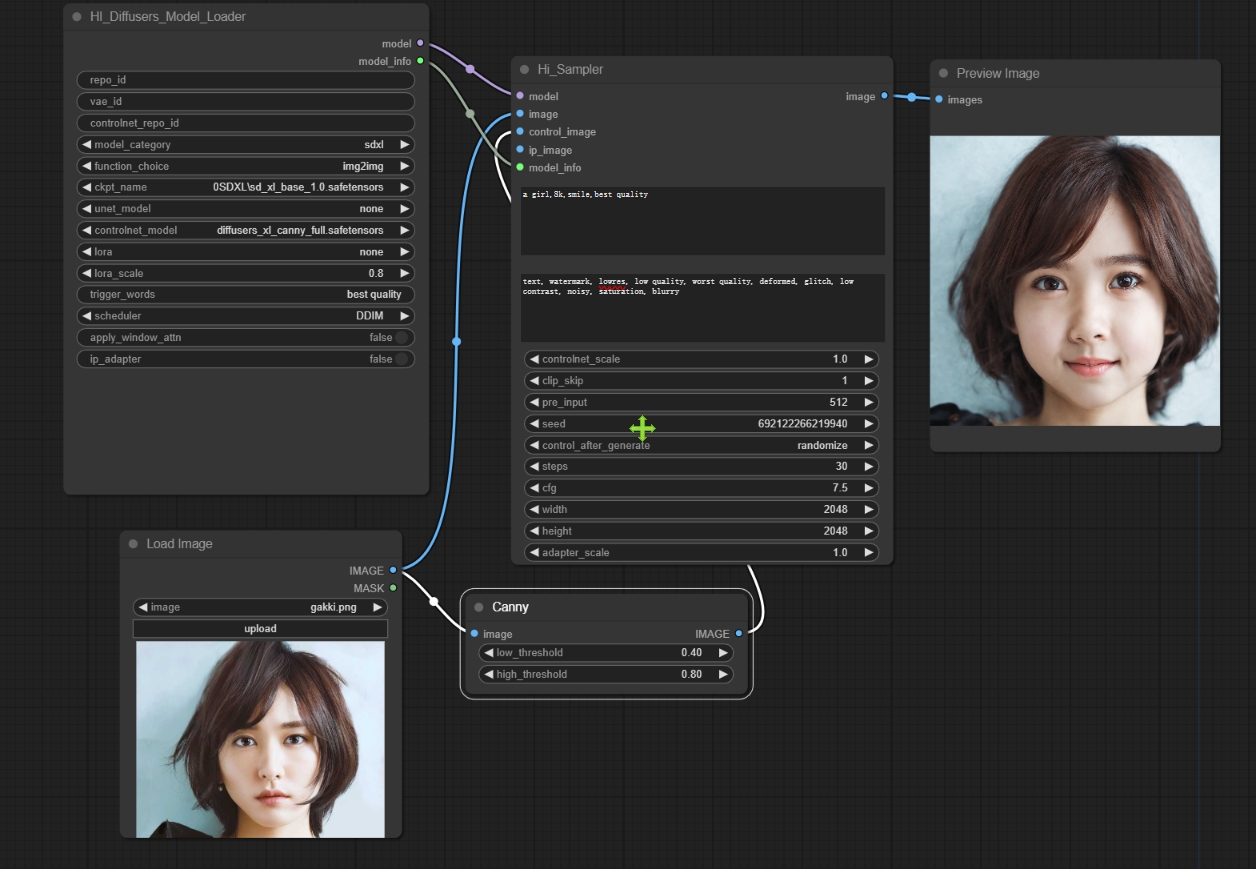 HI_Diffusers_Model_Loader
model
model_info
repo_id
vae_id
controlnet_repo_id
model_category sdxl
function_choice img2img
ckpt_name 0SDXL\sd_xl_base_1.0.safetensors
unet_model none
controlnet_model diffusers_xl_canny_full.safetensors
lora none
lora_scale 0.8
trigger_words best quality
scheduler DDIM
apply_window_attn false
ip_adapter false
Hi_Sampler
model image
image
control_image
ip_image
model_info
a girl,8k,smile,best quality
text, watermark, lowres, low quality, worst quality, deformed, glitch, low
contrast, noisy, saturation, blurry
controlnet_scale 1.0
clip_skip 1
pre_input 512
seed 692122266219940
control_after_generate randomize
steps 30
cfg 7.5
width 2048
height 2048
adapter_scale 1.0
Preview Image
images
Load Image
IMAGE
MASK
image gakki.png
upload
Canny
image IMAGE
low_threshold 0.40
high_threshold 0.80